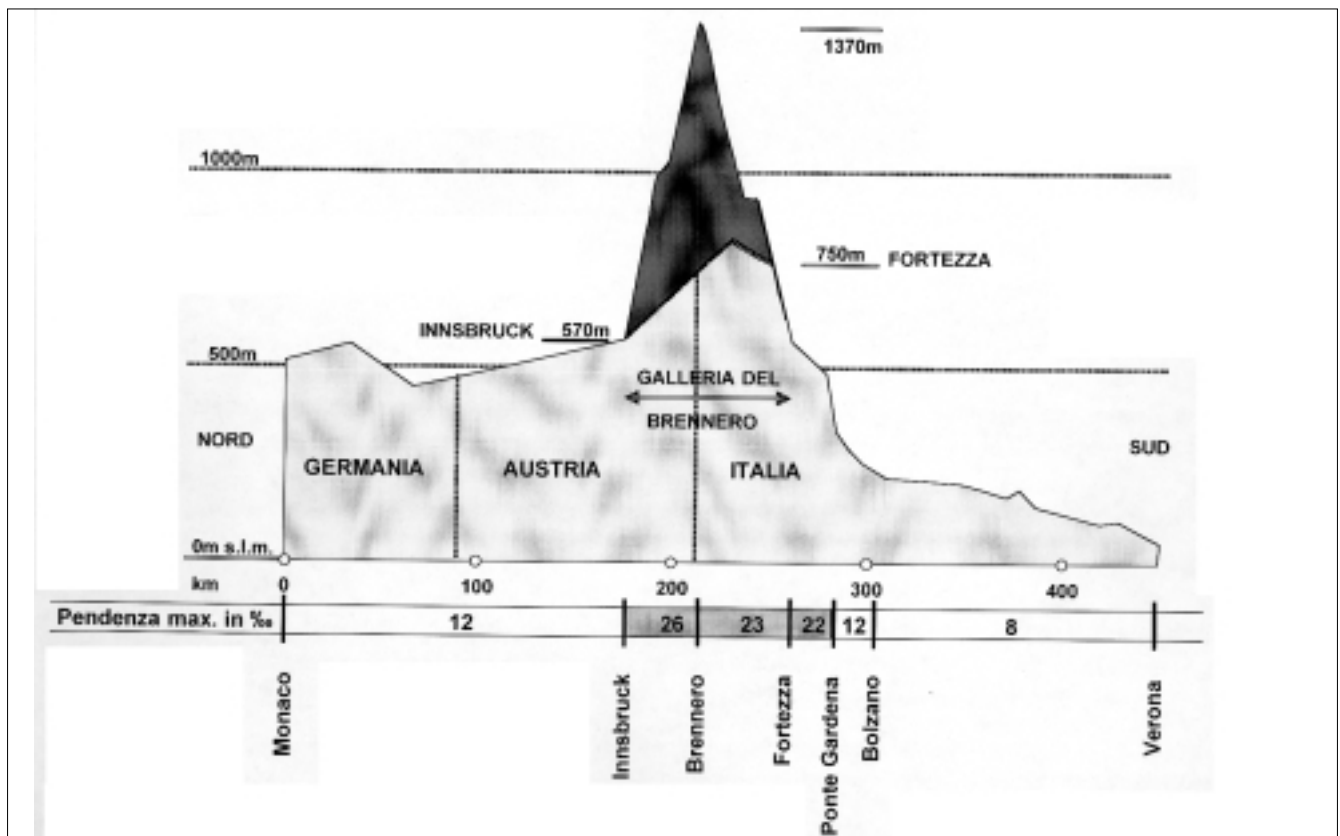 1370m
1000m
750m FORTEZZA
INNSBRUCK 570m
500m
GALLERIA DEL
BRENNERO
NORD
SUD
GERMANIA AUSTRIA ITALIA
0m s.l.m.
km 0 100 200 300 400
Pendenza max. in ‰ 12 26 23 22 12 8
Monaco
Innsbruck
Brennero
Fortezza
Ponte Gardena
Bolzano
Verona